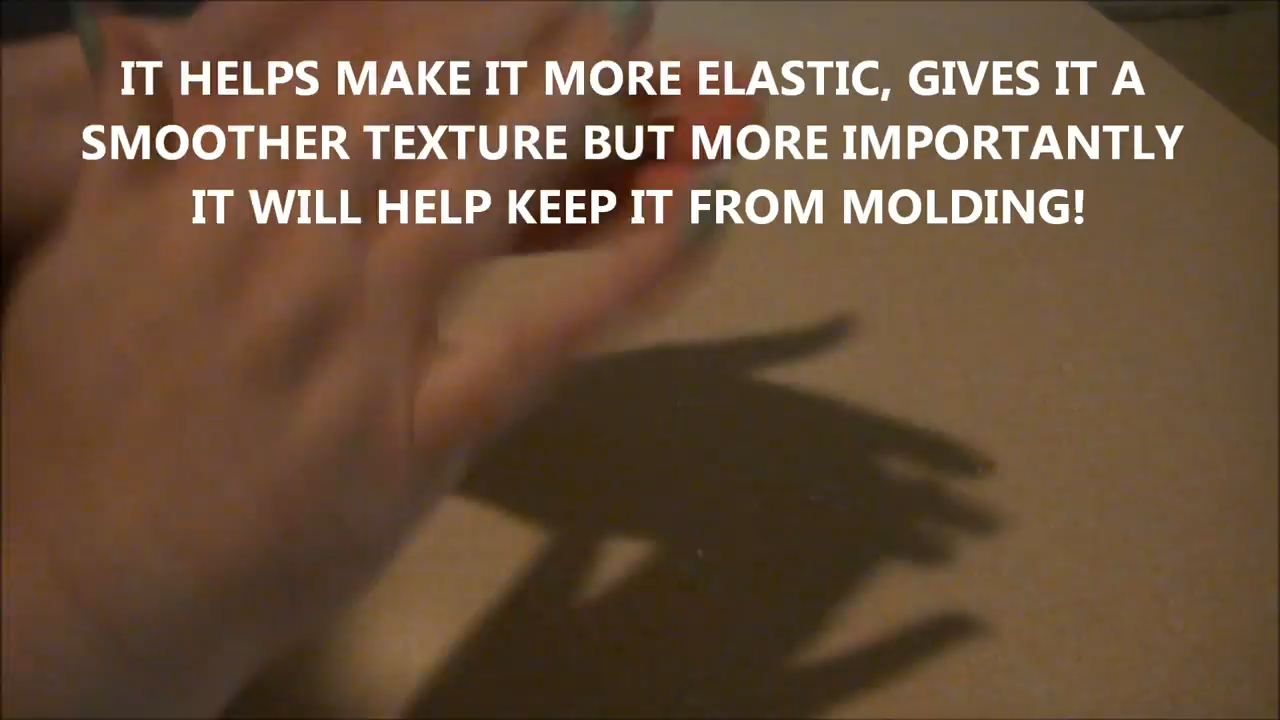 IT HELPS MAKE IT MORE ELASTIC, GIVES IT A
SMOOTHER TEXTURE BUT MORE IMPORTANTLY
IT WILL HELP KEEP IT FROM MOLDING!